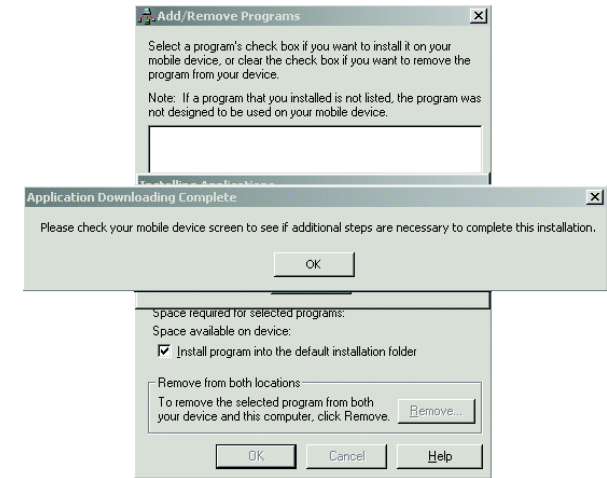 Add/Remove Programs
Select a program's check box if you want to install it on your
mobile device, or clear the check box if you want to remove the
program from your device.
Note: If a program that you installed is not listed, the program was
not designed to be used on your mobile device.
Installing Applications
Application Downloading Complete
Please check your mobile device screen to see if additional steps are necessary to complete this installation.
OK
Space required for selected programs:
Space available on device:
Install program into the default installation folder
Remove from both locations
To remove the selected program from both
your device and this computer, click Remove.
Remove...
OK Cancel Help